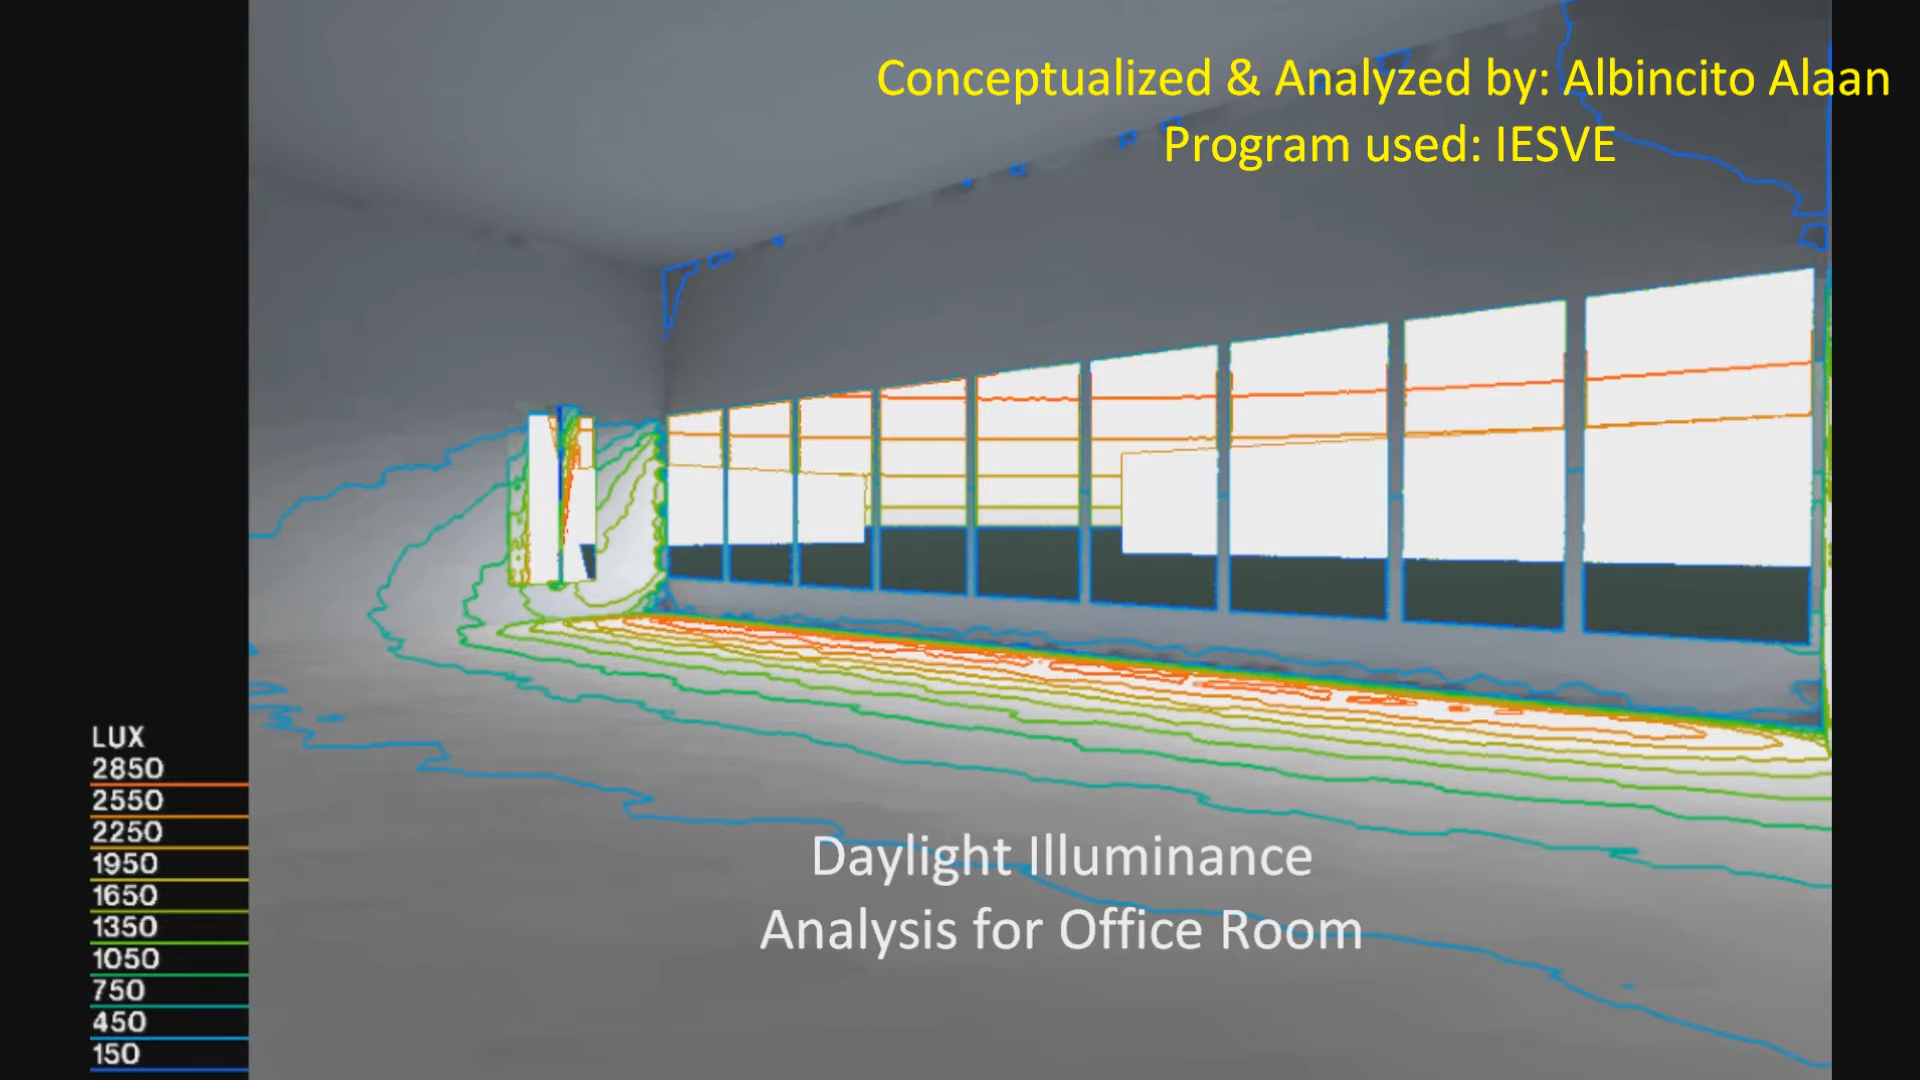 Conceptualized & Analyzed by: Albincito Alaan
Program used: IESVE
LUX
2850
2550
2250
1950
1650
1350
1050
750
450
150
Daylight Illuminance
Analysis for Office Room